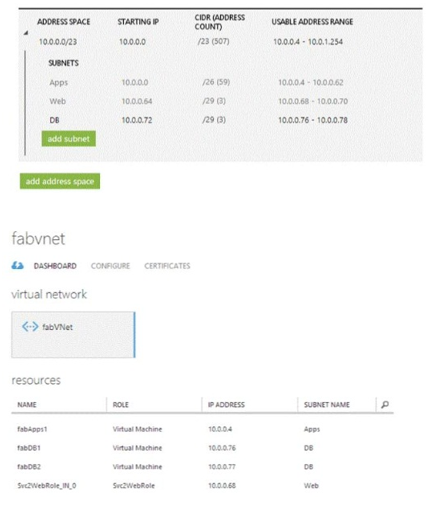 ADDRESS SPACE STARTING IP CIDR (ADDRESS COUNT) USABLE ADDRESS RANGE
10.0.0.0/23 10.0.0.0 /23 (507) 10.0.0.4 - 10.0.1.254
SUBNETS
Apps 10.0.0.0 /26 (59) 10.0.0.4 - 10.0.0.62
Web 10.0.0.64 /29 (3) 10.0.0.68 - 10.0.0.70
DB 10.0.0.72 /29 (3) 10.0.0.76 - 10.0.0.78
add subnet
add address space
fabvnet
DASHBOARD CONFIGURE CERTIFICATES
virtual network
fabVNet
resources
NAME ROLE IP ADDRESS SUBNET NAME
fabApps1 Virtual Machine 10.0.0.4 Apps
fabDB1 Virtual Machine 10.0.0.76 DB
fabDB2 Virtual Machine 10.0.0.77 DB
Svc2WebRole_IN_0 Svc2WebRole 10.0.0.68 Web